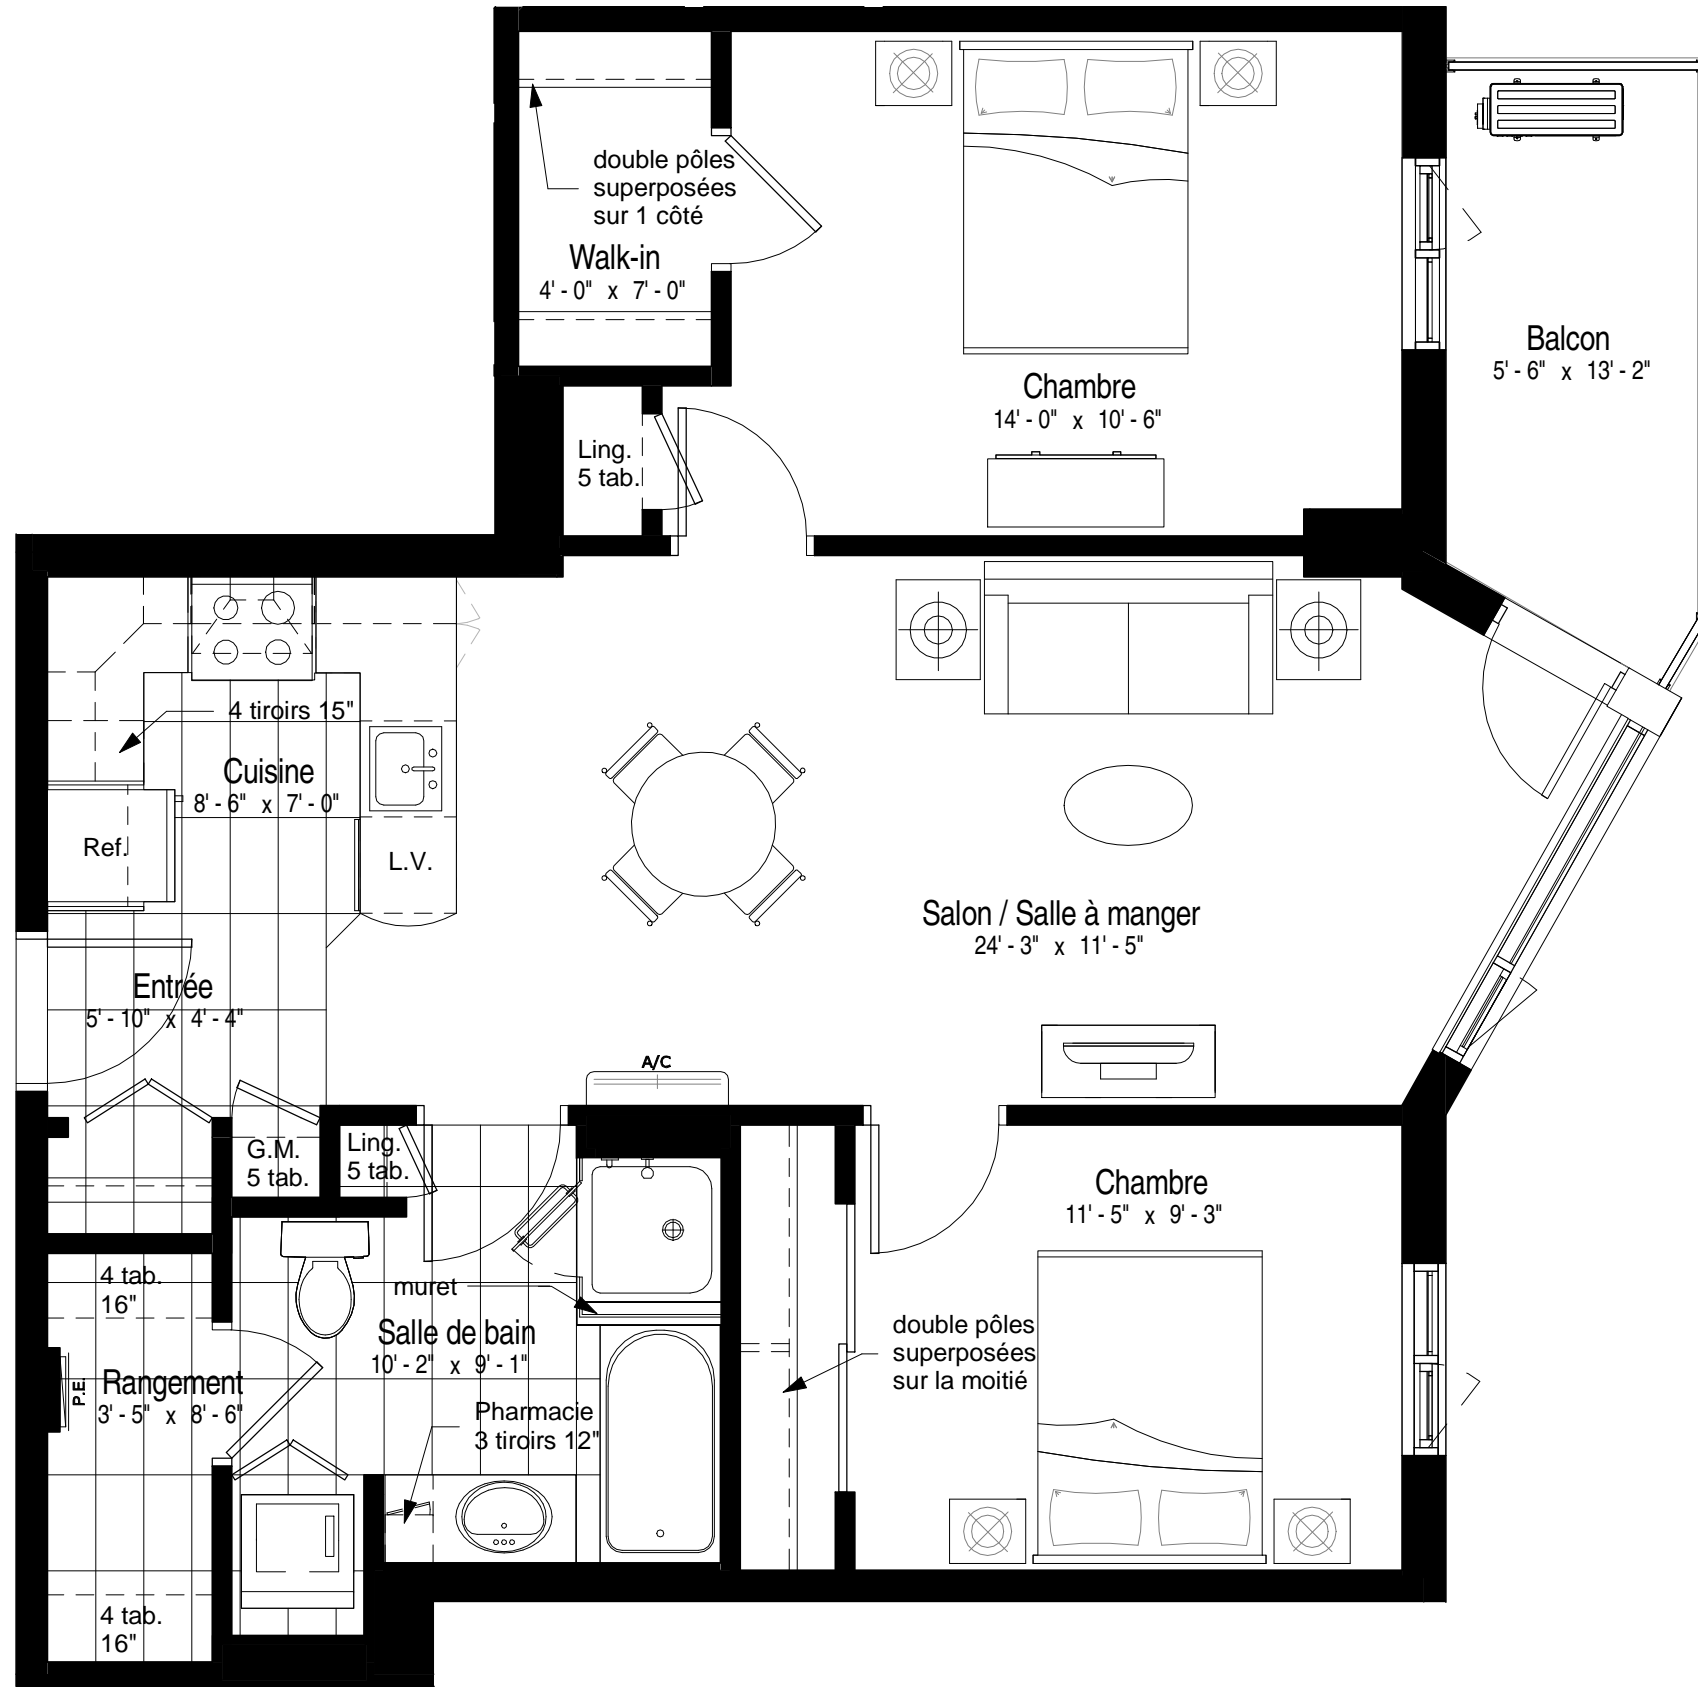 double pôles
superposées
sur 1 côté
Walk-in
4' - 0" x 7' - 0"
Balcon
5' - 6" x 13' - 2"
Chambre
14' - 0" x 10' - 6"
Ling.
5 tab.
4 tiroirs 15"
Cuisine
8' - 6" x 7' - 0"
Ref.
L.V.
Salon / Salle à manger
24' - 3" x 11' - 5"
Entrée
5' - 10" x 4' - 4"
A/C
G.M.
5 tab.
Ling.
5 tab.
Chambre
11' - 5" x 9' - 3"
4 tab.
16"
muret
Salle de bain
10' - 2" x 9' - 1"
double pôles
superposées
sur la moitié
P.E.
Rangement
3' - 5" x 8' - 6"
Pharmacie
3 tiroirs 12"
4 tab.
16"